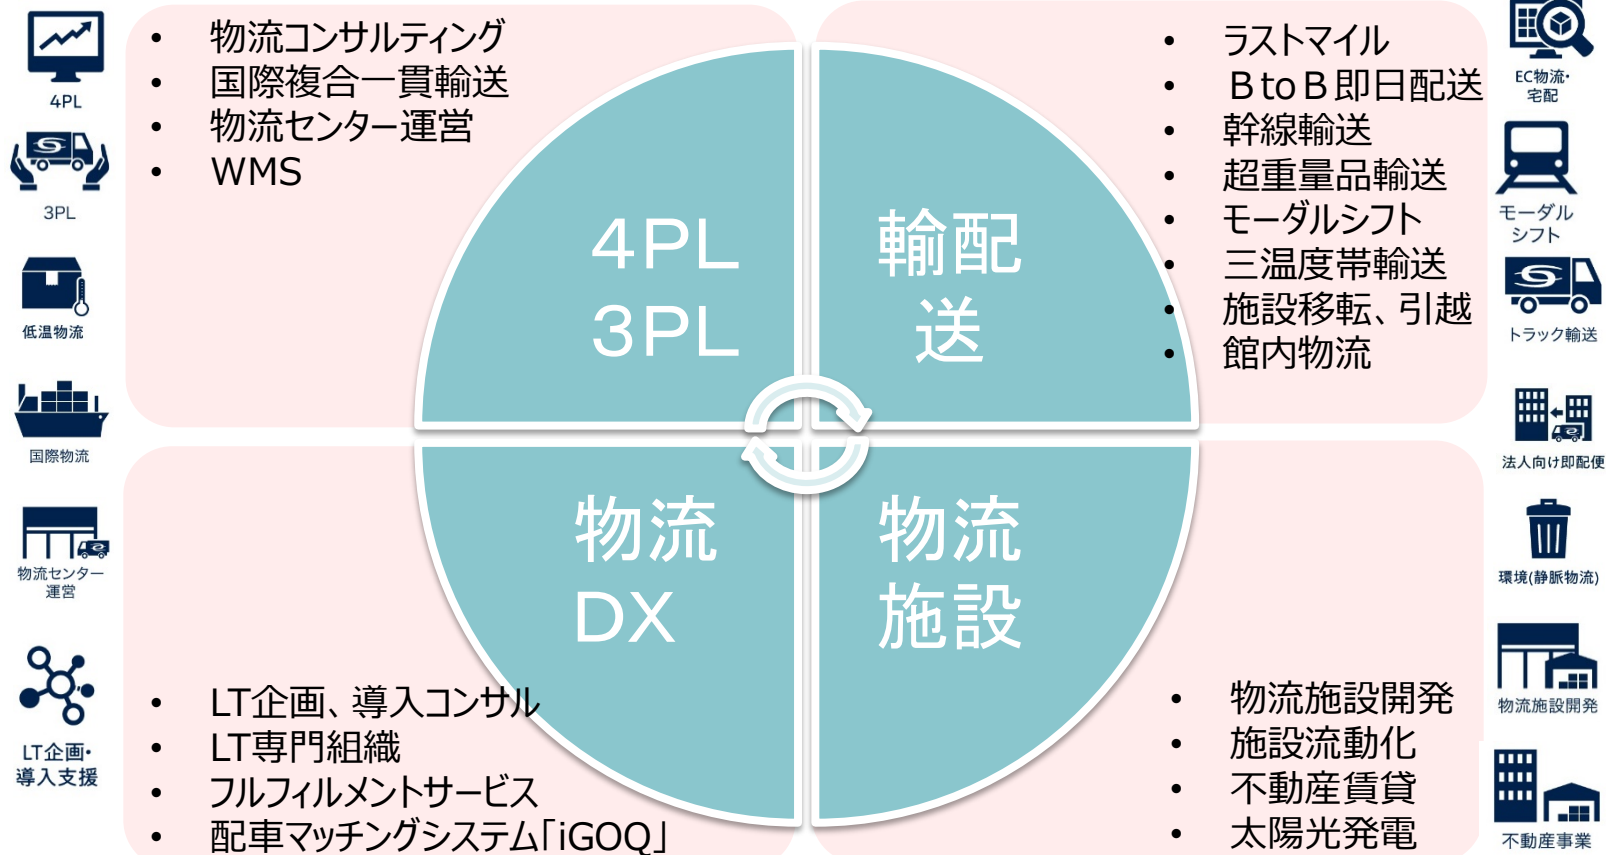 4PL
3PL
低温物流
国際物流
物流センター
運営
LT企画・
導入支援
• 物流コンサルティング
• 国際複合一貫輸送
• 物流センター運営
• WMS
4PL
3PL
輸配
送
• ラストマイル
• BtoB即日配送
• 幹線輸送
• 超重量品輸送
• モーダルシフト
• 三温度帯輸送
• 施設移転、引越
• 館内物流
物流
DX
• LT企画、導入コンサル
• LT専門組織
• フルフィルメントサービス
• 配車マッチングシステム「iGOQ」
物流
施設
• 物流施設開発
• 施設流動化
• 不動産賃貸
• 太陽光発電
EC物流・
宅配
モーダル
シフト
トラック輸送
法人向け即配便
環境(静脈物流)
物流施設開発
不動産事業